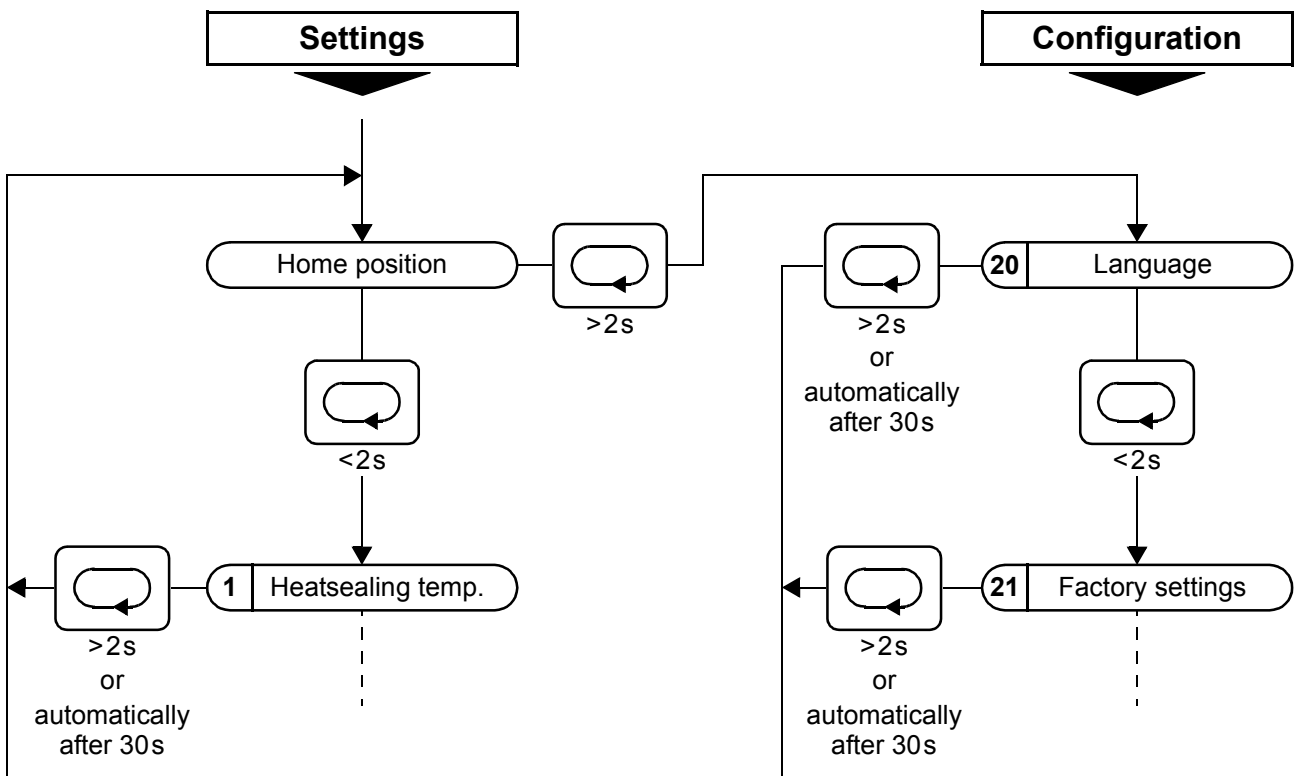 Settings
Configuration
Home position
>2s
>2s
or
automatically
after 30s
20 Language
<2s
<2s
1 Heatsealing temp.
>2s
or
automatically
after 30s
21 Factory settings
>2s
or
automatically
after 30s